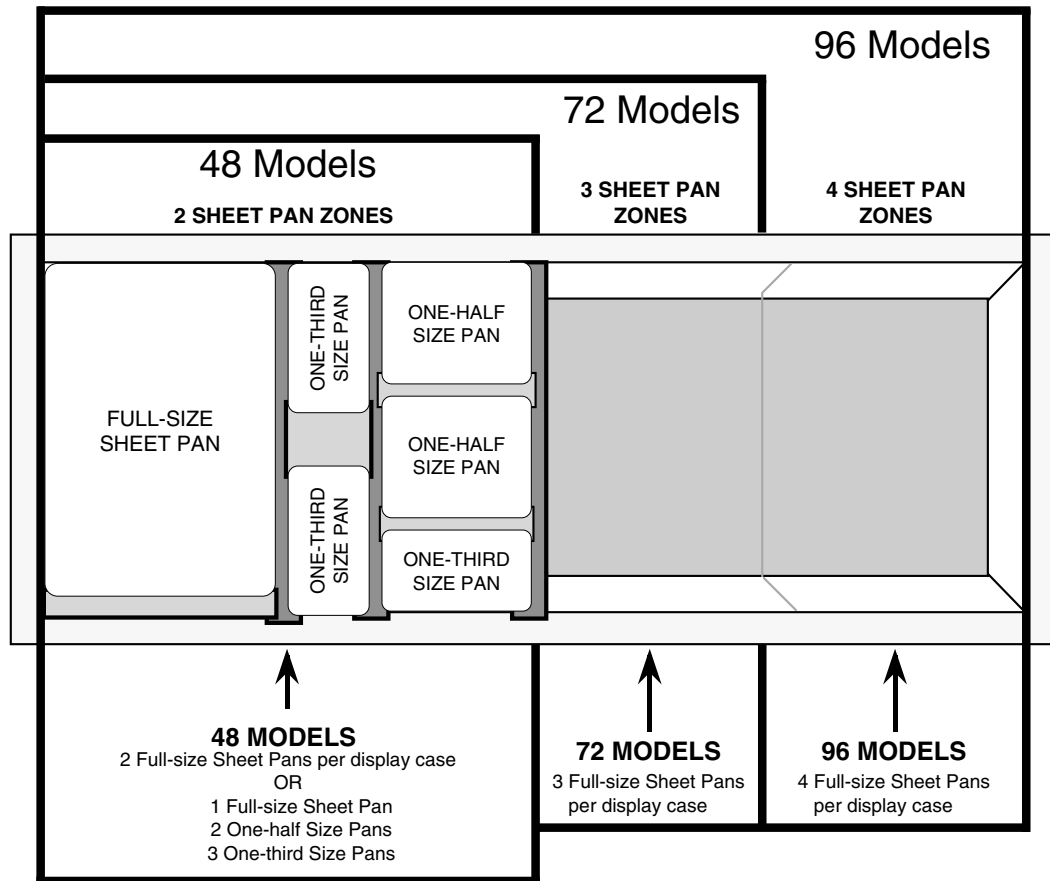 96 Models
72 Models
48 Models
2 SHEET PAN ZONES
3 SHEET PAN
ZONES
4 SHEET PAN
ZONES
FULL-SIZE
SHEET PAN
ONE-THIRD
SIZE PAN
ONE-THIRD
SIZE PAN
ONE-HALF
SIZE PAN
ONE-HALF
SIZE PAN
ONE-THIRD
SIZE PAN
48 MODELS
2 Full-size Sheet Pans per display case
OR
1 Full-size Sheet Pan
2 One-half Size Pans
3 One-third Size Pans
72 MODELS
3 Full-size Sheet Pans
per display case
96 MODELS
4 Full-size Sheet Pans
per display case